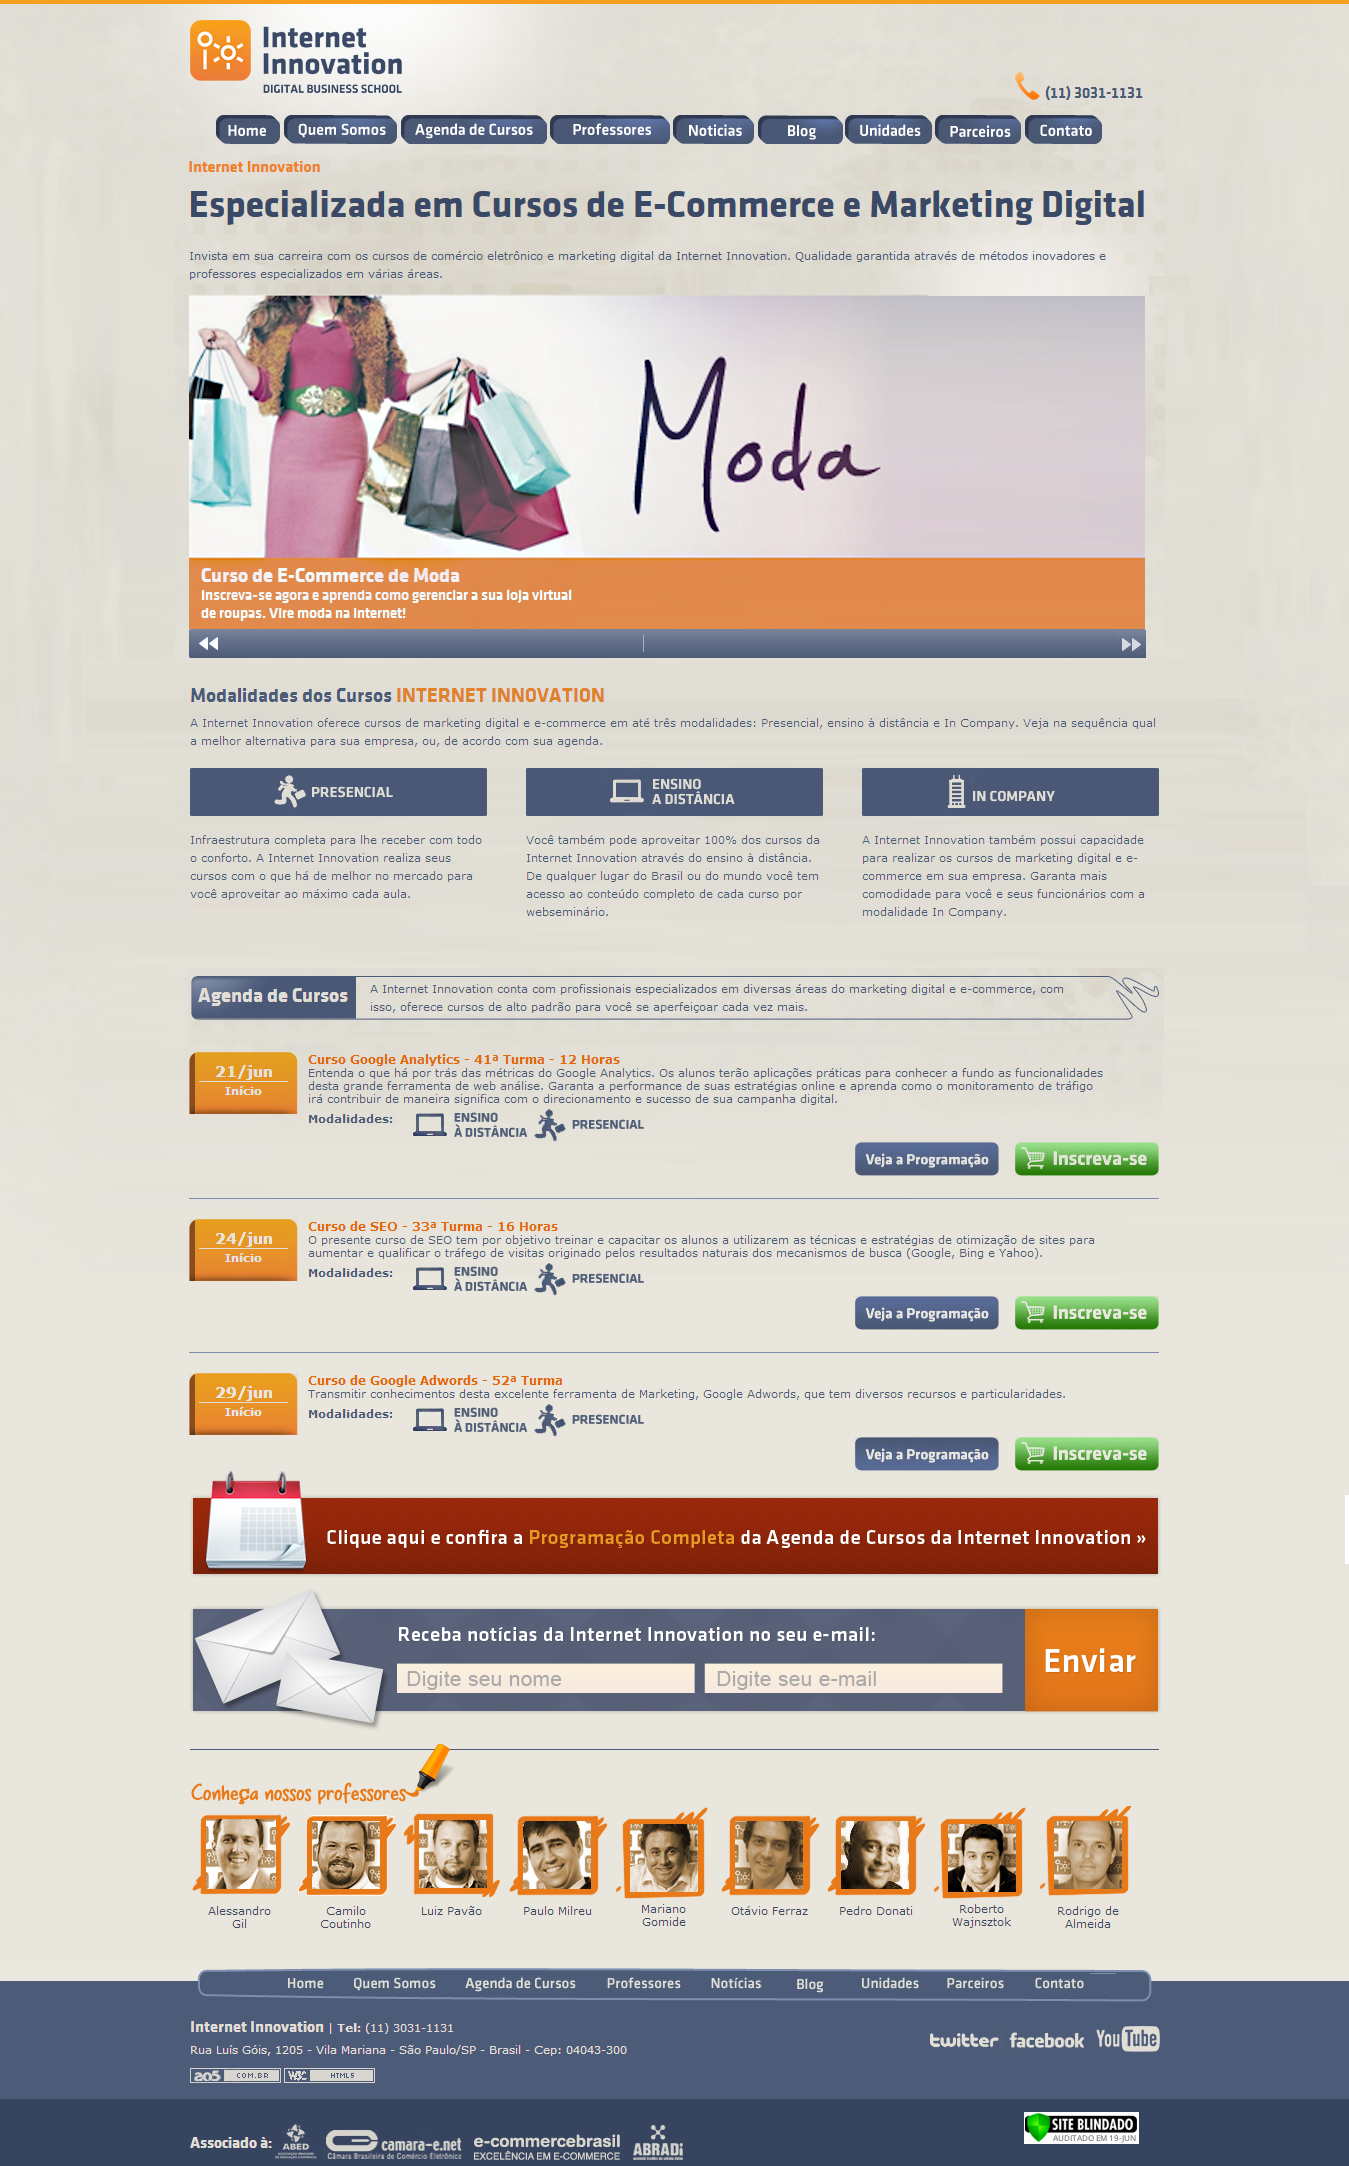 Internet
Innovation
DIGITAL BUSINESS SCHOOL
(11) 3031-1131
Home
Quem Somos
Agenda de Cursos
Professores
Noticias
Blog
Unidades
Parceiros
Contato
Internet Innovation
Especializada em Cursos de E-Commerce e Marketing Digital
Invista em sua carreira com os cursos de comércio eletrônico e marketing digital da Internet Innovation. Qualidade garantida através de métodos inovadores e
professores especializados em várias áreas.
Moda
Curso de E-Commerce de Moda
Inscreva-se agora e aprenda como gerenciar a sua loja virtual
de roupas. Vire moda na internet!
Modalidades dos Cursos INTERNET INNOVATION
A Internet Innovation oferece cursos de marketing digital e e-commerce em até três modalidades: Presencial, ensino à distância e In Company. Veja na sequência qual
a melhor alternativa para sua empresa, ou, de acordo com sua agenda.
PRESENCIAL
Infraestrutura completa para lhe receber com todo
o conforto. A Internet Innovation realiza seus
cursos com o que há de melhor no mercado para
você aproveitar ao máximo cada aula.
ENSINO
A DISTÂNCIA
Você também pode aproveitar 100% dos cursos da
Internet Innovation através do ensino à distância.
De qualquer lugar do Brasil ou do mundo você tem
acesso ao conteúdo completo de cada curso por
webseminário.
IN COMPANY
A Internet Innovation também possui capacidade
para realizar os cursos de marketing digital e e-
commerce em sua empresa. Garanta mais
comodidade para você e seus funcionários com a
modalidade In Company.
Agenda de Cursos
A Internet Innovation conta com profissionais especializados em diversas áreas do marketing digital e e-commerce, com
isso, oferece cursos de alto padrão para você se aperfeiçoar cada vez mais.
21/jun
Início
Curso Google Analytics - 41ª Turma - 12 Horas
Entenda o que há por trás das métricas do Google Analytics. Os alunos terão aplicações práticas para conhecer a fundo as funcionalidades
desta grande ferramenta de web análise. Garanta a performance de suas estratégias online e aprenda como o monitoramento de tráfigo
irá contribuir de maneira significa com o direcionamento e sucesso de sua campanha digital.
Modalidades:
ENSINO
À DISTÂNCIA
PRESENCIAL
Veja a Programação
Inscreva-se
24/jun
Início
Curso de SEO - 33ª Turma - 16 Horas
O presente curso de SEO tem por objetivo treinar e capacitar os alunos a utilizarem as técnicas e estratégias de otimização de sites para
aumentar e qualificar o tráfego de visitas originado pelos resultados naturais dos mecanismos de busca (Google, Bing e Yahoo).
Modalidades:
ENSINO
À DISTÂNCIA
PRESENCIAL
Veja a Programação
Inscreva-se
29/jun
Início
Curso de Google Adwords - 52ª Turma
Transmitir conhecimentos desta excelente ferramenta de Marketing, Google Adwords, que tem diversos recursos e particularidades.
Modalidades:
ENSINO
À DISTÂNCIA
PRESENCIAL
Veja a Programação
Inscreva-se
Clique aqui e confira a Programação Completa da Agenda de Cursos da Internet Innovation »
Receba notícias da Internet Innovation no seu e-mail:
Digite seu nome
Digite seu e-mail
Enviar
Conheça nossos professores
Alessandro
Gil
Camilo
Coutinho
Luiz Pavão
Paulo Milreu
Mariano
Gomide
Otávio Ferraz
Pedro Donati
Roberto
Wajnsztok
Rodrigo de
Almeida
Home
Quem Somos
Agenda de Cursos
Professores
Notícias
Blog
Unidades
Parceiros
Contato
Internet Innovation | Tel: (11) 3031-1131
Rua Luís Góis, 1205 - Vila Mariana - São Paulo/SP - Brasil - Cep: 04043-300
twitter
facebook
YouTube
a05 COM.BR
W3C HTML5
Associado à:
ABED
camara-e.net
Câmara Brasileira de Comércio Eletrônico
e-commercebrasil
EXCELÊNCIA EM E-COMMERCE
ABRADi
SITE BLINDADO
AUDITADO EM 19-JUN